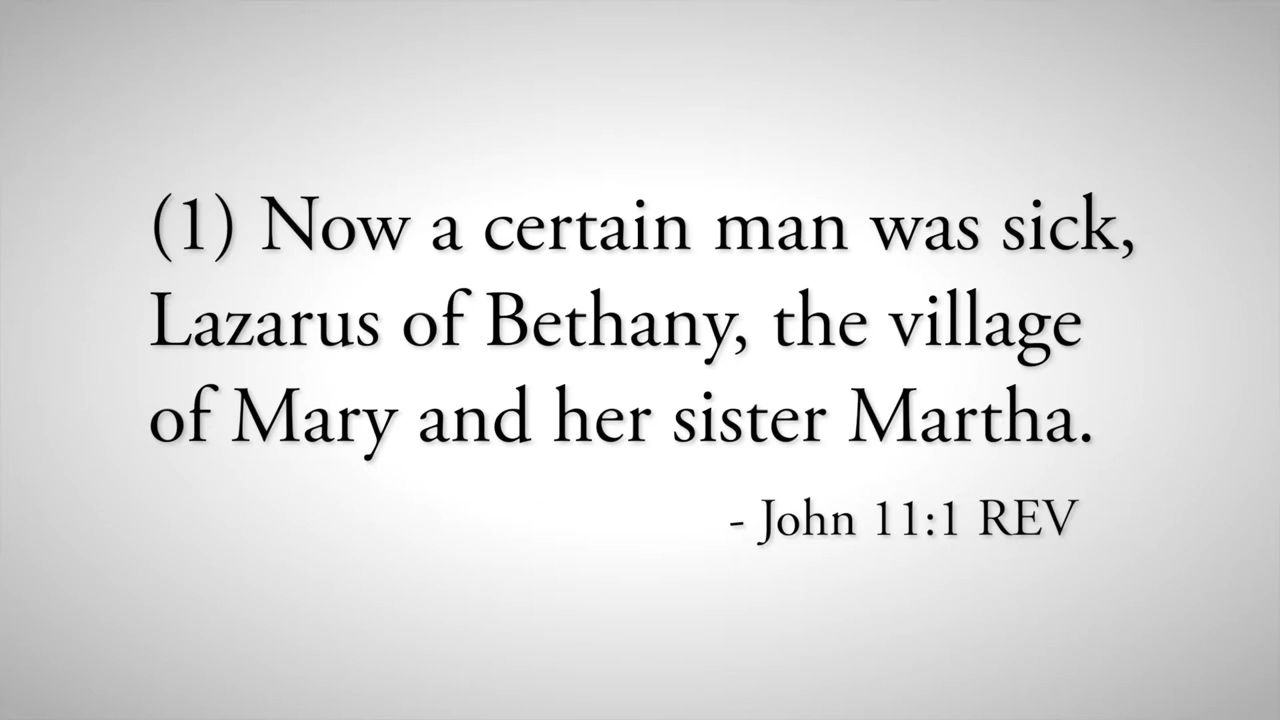 (1) Now a certain man was sick,
Lazarus of Bethany, the village
of Mary and her sister Martha.
- John 11:1 REV